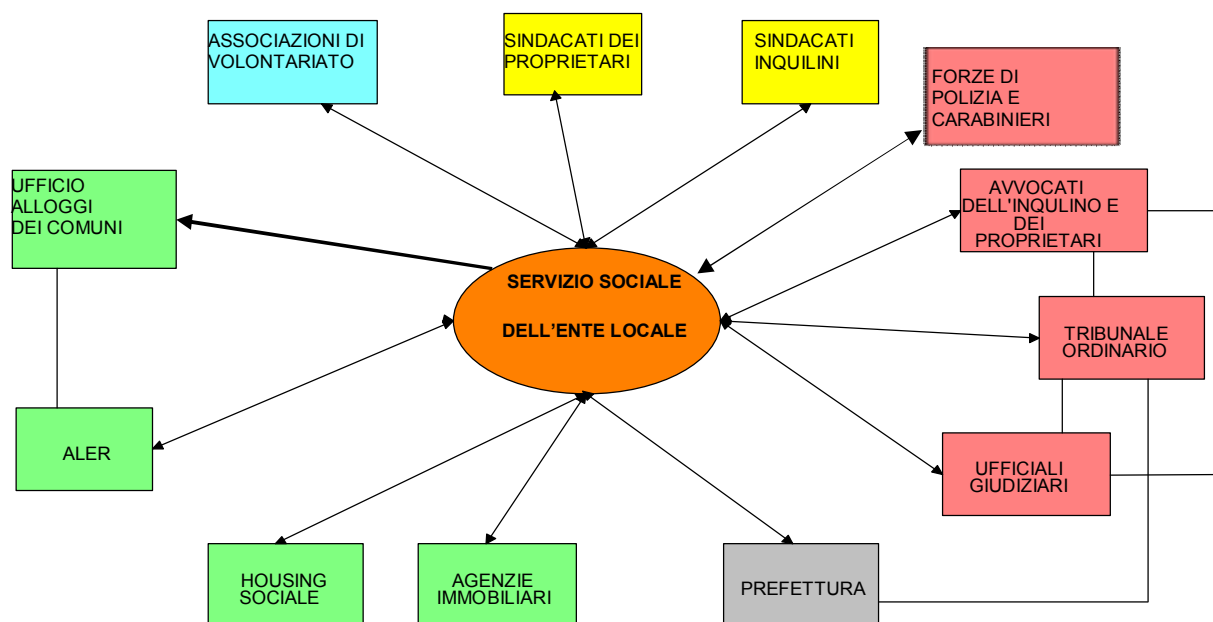 ASSOCIAZIONI DI
VOLONTARIATO
SINDACATI DEI
PROPRIETARI
SINDACATI
INQUILINI
FORZE DI
POLIZIA E
CARABINIERI
UFFICIO
ALLOGGI
DEI COMUNI
AVVOCATI
DELL'INQULINO E
DEI
PROPRIETARI
SERVIZIO SOCIALE
DELL’ENTE LOCALE
TRIBUNALE
ORDINARIO
ALER
UFFICIALI
GIUDIZIARI
HOUSING
SOCIALE
AGENZIE
IMMOBILIARI
PREFETTURA